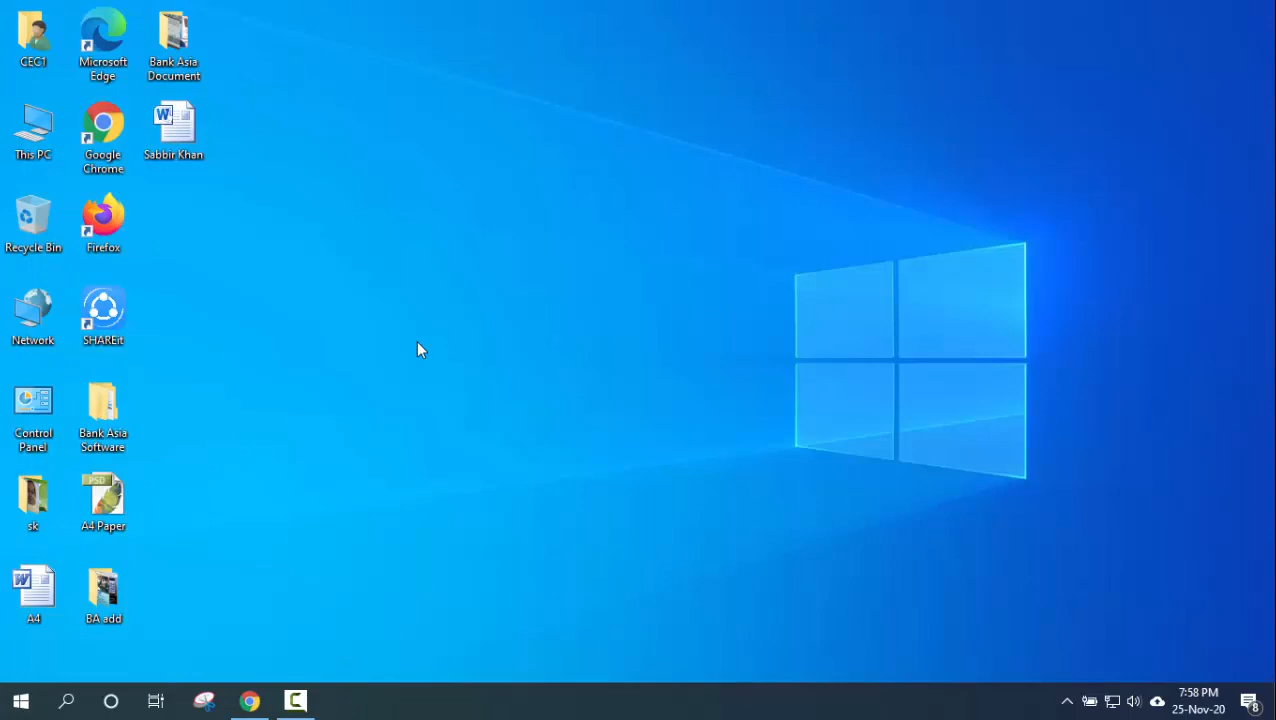 CEC1
Microsoft
Edge
Bank Asia
Document
This PC
Google
Chrome
Sabbir Khan
Recycle Bin
Firefox
Network
SHAREit
Control
Panel
Bank Asia
Software
sk
PSD
A4 Paper
A4
BA add
7:58 PM
25-Nov-20
8